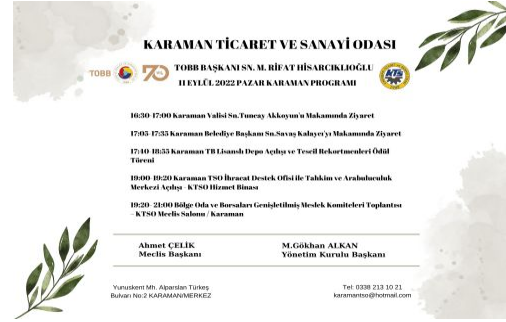 KARAMAN TİCARET VE SANAYİ ODASI
TOBB
70 YIL
TOBB BAŞKANI SN. M. RİFAT HİSARCIKLIOĞLU
11 EYLÜL 2022 PAZAR KARAMAN PROGRAMI
KTS
16:30-17:00 Karaman Valisi Sn.Tuncay Akkoyun'u Makamında Ziyaret
17:05-17:35 Karaman Belediye Başkanı Sn.Savaş Kalaycı'yı Makamında Ziyaret
17:40-18:55 Karaman TB Lisanslı Depo Açılışı ve Tescil Rekortmenleri Ödül
Töreni
19:00-19:20 Karaman TSO İhracat Destek Ofisi ile Tahkim ve Arabuluculuk
Merkezi Açılışı - KTSO Hizmet Binası
19:20- 21:00 Bölge Oda ve Borsaları Genişletilmiş Meslek Komiteleri Toplantısı
– KTSO Meclis Salonu / Karaman
Ahmet ÇELİK
Meclis Başkanı
M.Gökhan ALKAN
Yönetim Kurulu Başkanı
Yunuskent Mh. Alparslan Türkeş
Bulvarı No:2 KARAMAN/MERKEZ
Tel: 0338 213 10 21
karamantso@hotmail.com